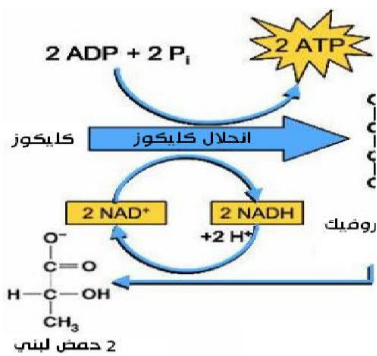 2 ADP + 2 Pi
2 ATP
كليكوز
انحلال كليكوز
2 NAD⁺
2 NADH
+2 H⁺
روفيك
O⁻
C=O
H-C-OH
CH₃
2 حمض لبني